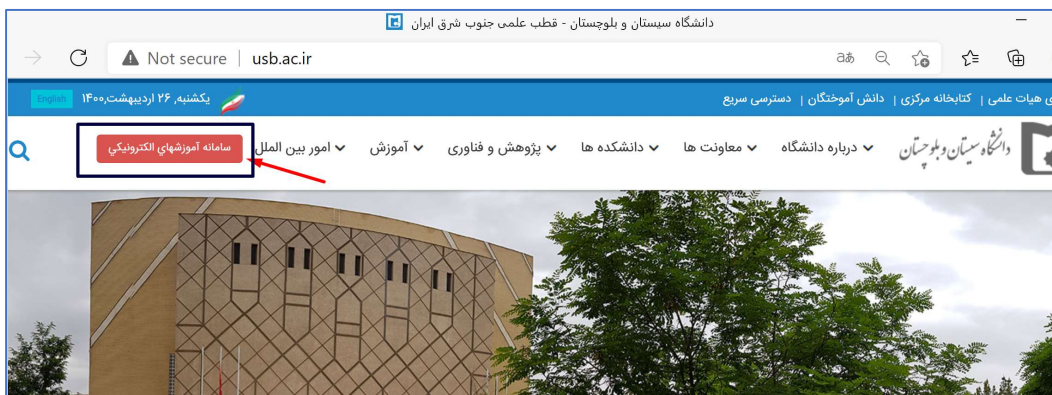 دانشگاه سیستان و بلوچستان - قطب علمی جنوب شرق ایران
Not secure | usb.ac.ir
هیات علمی | کتابخانه مرکزی | دانش آموختگان | دسترسی سریع
یکشنبه, ۲۶ اردیبهشت,۱۴۰۰
English
دانشگاه سیستان و بلوچستان
درباره دانشگاه معاونت ها دانشکده ها پژوهش و فناوری آموزش امور بین الملل
سامانه آموزشهاي الکترونيکي